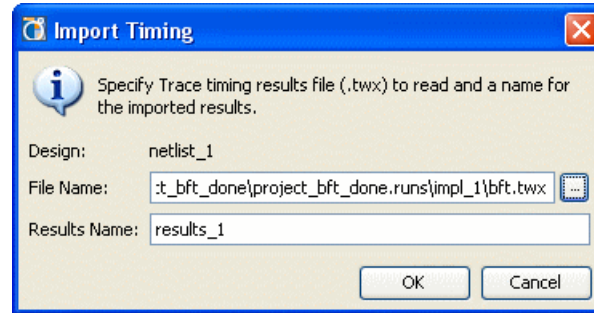 Import Timing
Specify Trace timing results file (.twx) to read and a name for
the imported results.
Design: netlist_1
File Name: :t_bft_done\project_bft_done.runs\impl_1\bft.twx ...
Results Name: results_1
OK Cancel